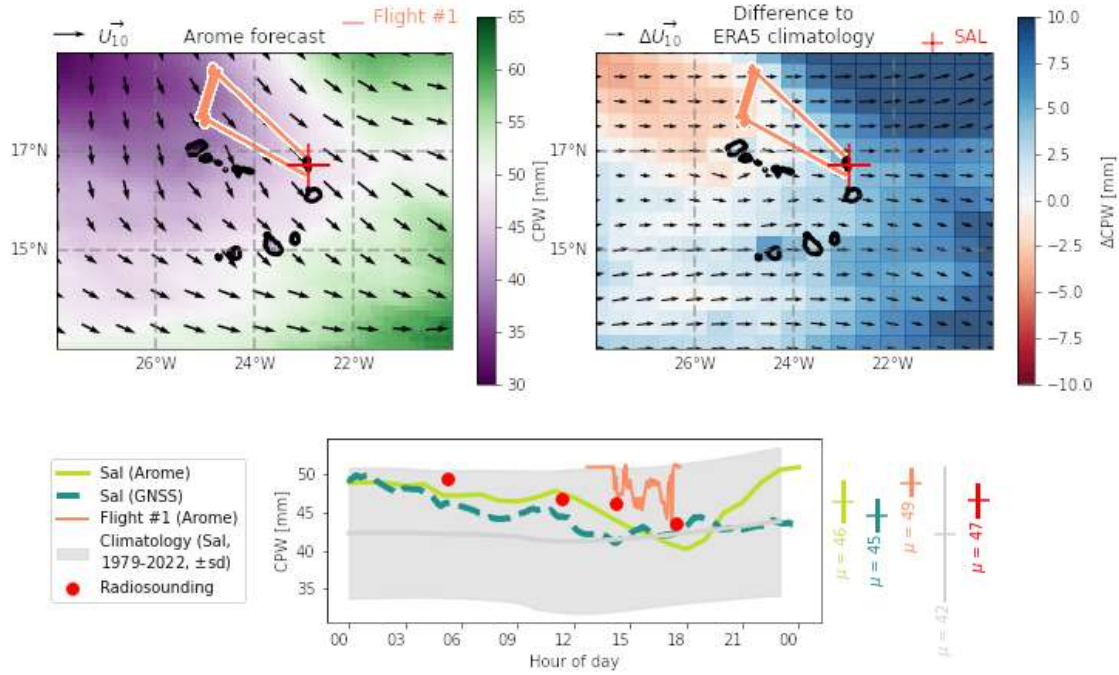 Flight #1
U10
Arome forecast
65
60
55
50
45
40
35
30
CPW [mm]
17°N
15°N
26°W
24°W
22°W
Difference to
ΔU10
ERA5 climatology
SAL
10.0
7.5
5.0
2.5
0.0
−2.5
−5.0
−7.5
−10.0
ΔCPW [mm]
26°W
24°W
22°W
Sal (Arome)
Sal (GNSS)
Flight #1 (Arome)
Climatology (Sal,
1979-2022, ±sd)
Radiosounding
CPW [mm]
50
45
40
35
00
03
06
09
12
15
18
21
00
Hour of day
μ = 46
μ = 45
μ = 49
μ = 42
μ = 47